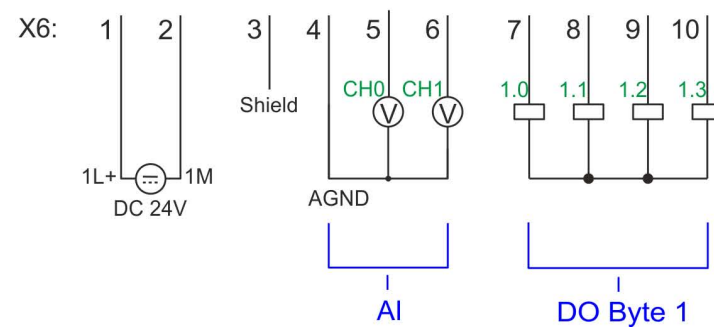 X6: 1 2 3 4 5 6 7 8 9 10
CH0 CH1 1.0 1.1 1.2 1.3
Shield
V V
1L+ 1M
AGND
DC 24V
AI DO Byte 1